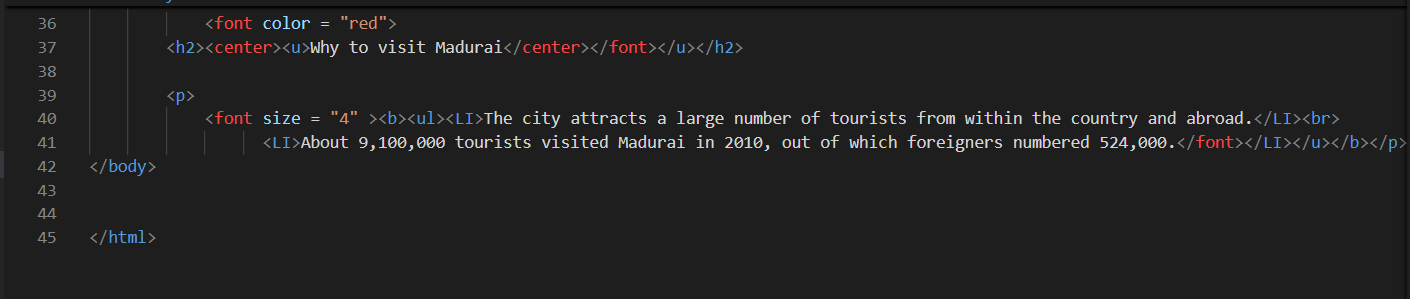 36 <font color = "red">
37 <h2><center><u>Why to visit Madurai</center></font></u></h2>
38
39 <p>
40 <font size = "4" ><b><ul><LI>The city attracts a large number of tourists from within the country and abroad.</LI><br>
41 <LI>About 9,100,000 tourists visited Madurai in 2010, out of which foreigners numbered 524,000.</font></LI></u></b></p>
42 </body>
43
44
45 </html>